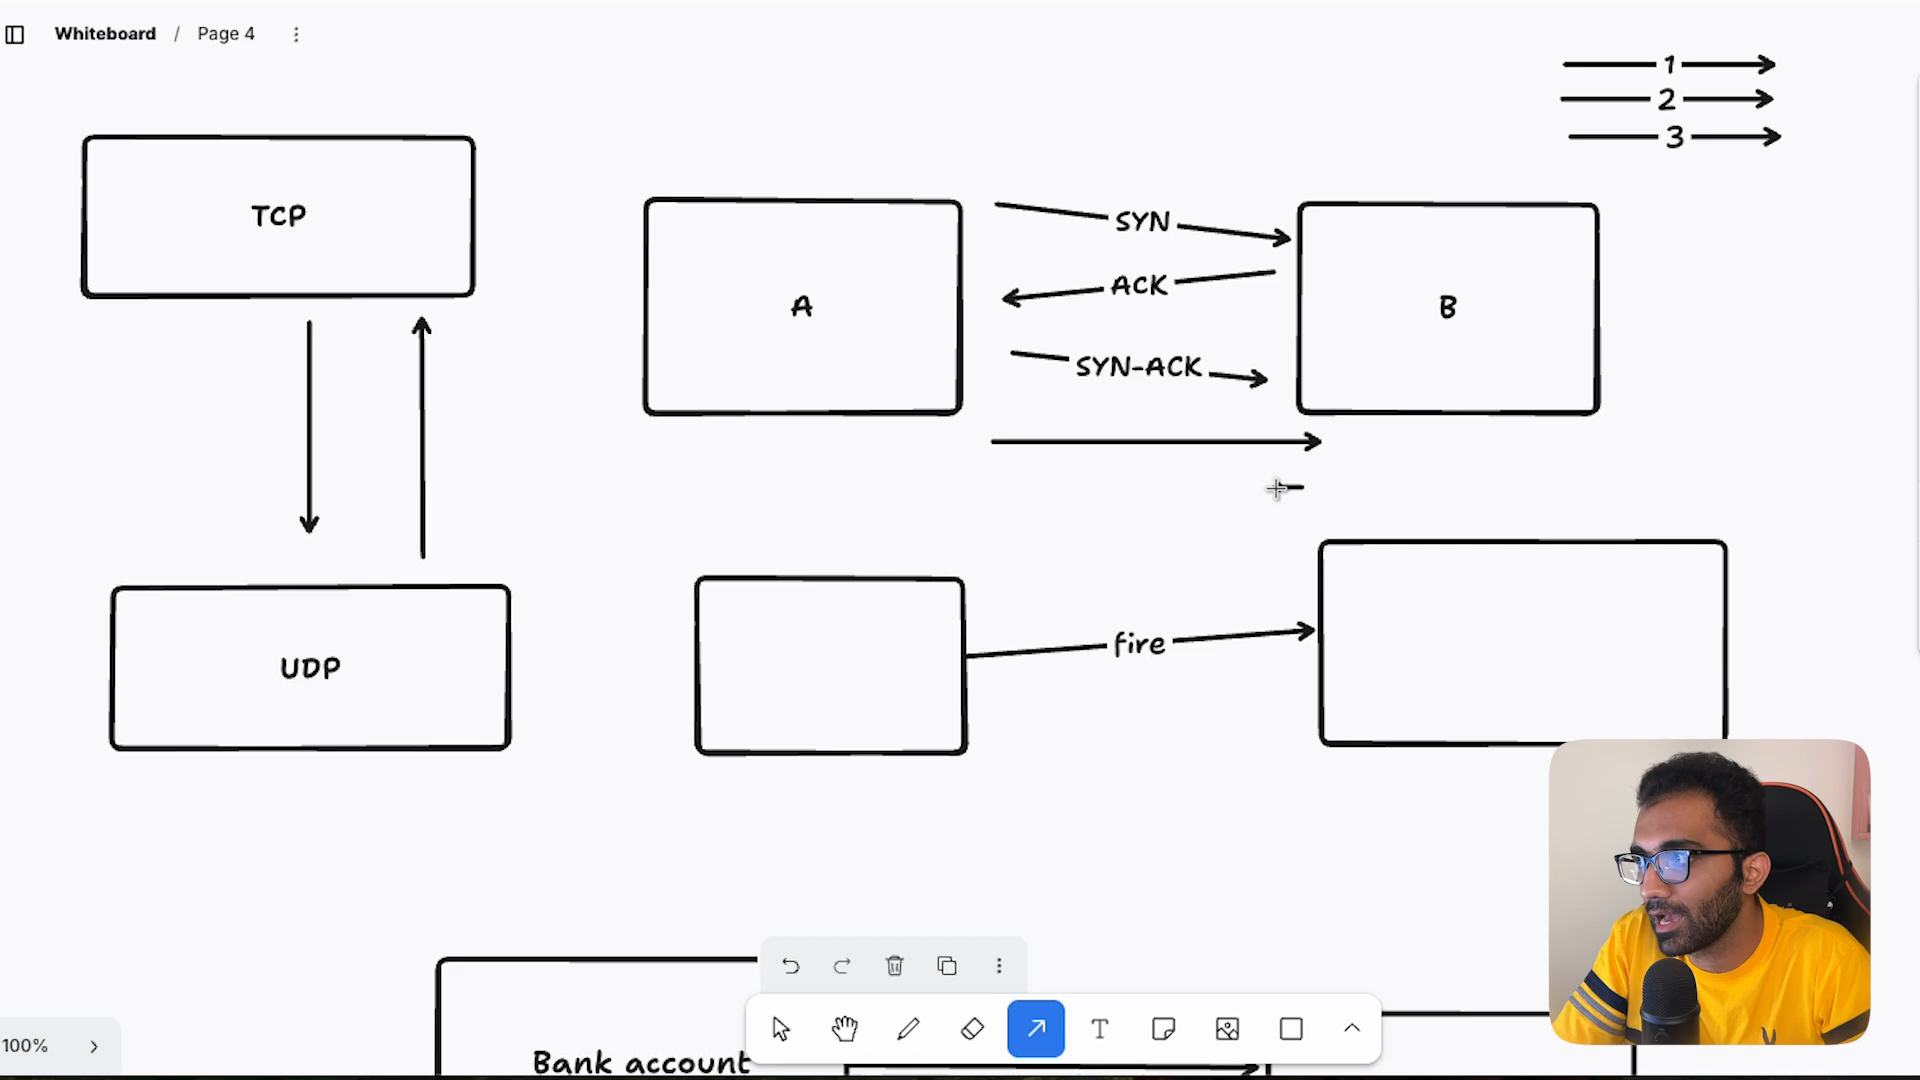 Whiteboard / Page 4
1
2
3
TCP
A
SYN
ACK
SYN-ACK
B
UDP
fire
Bank account
100%
T